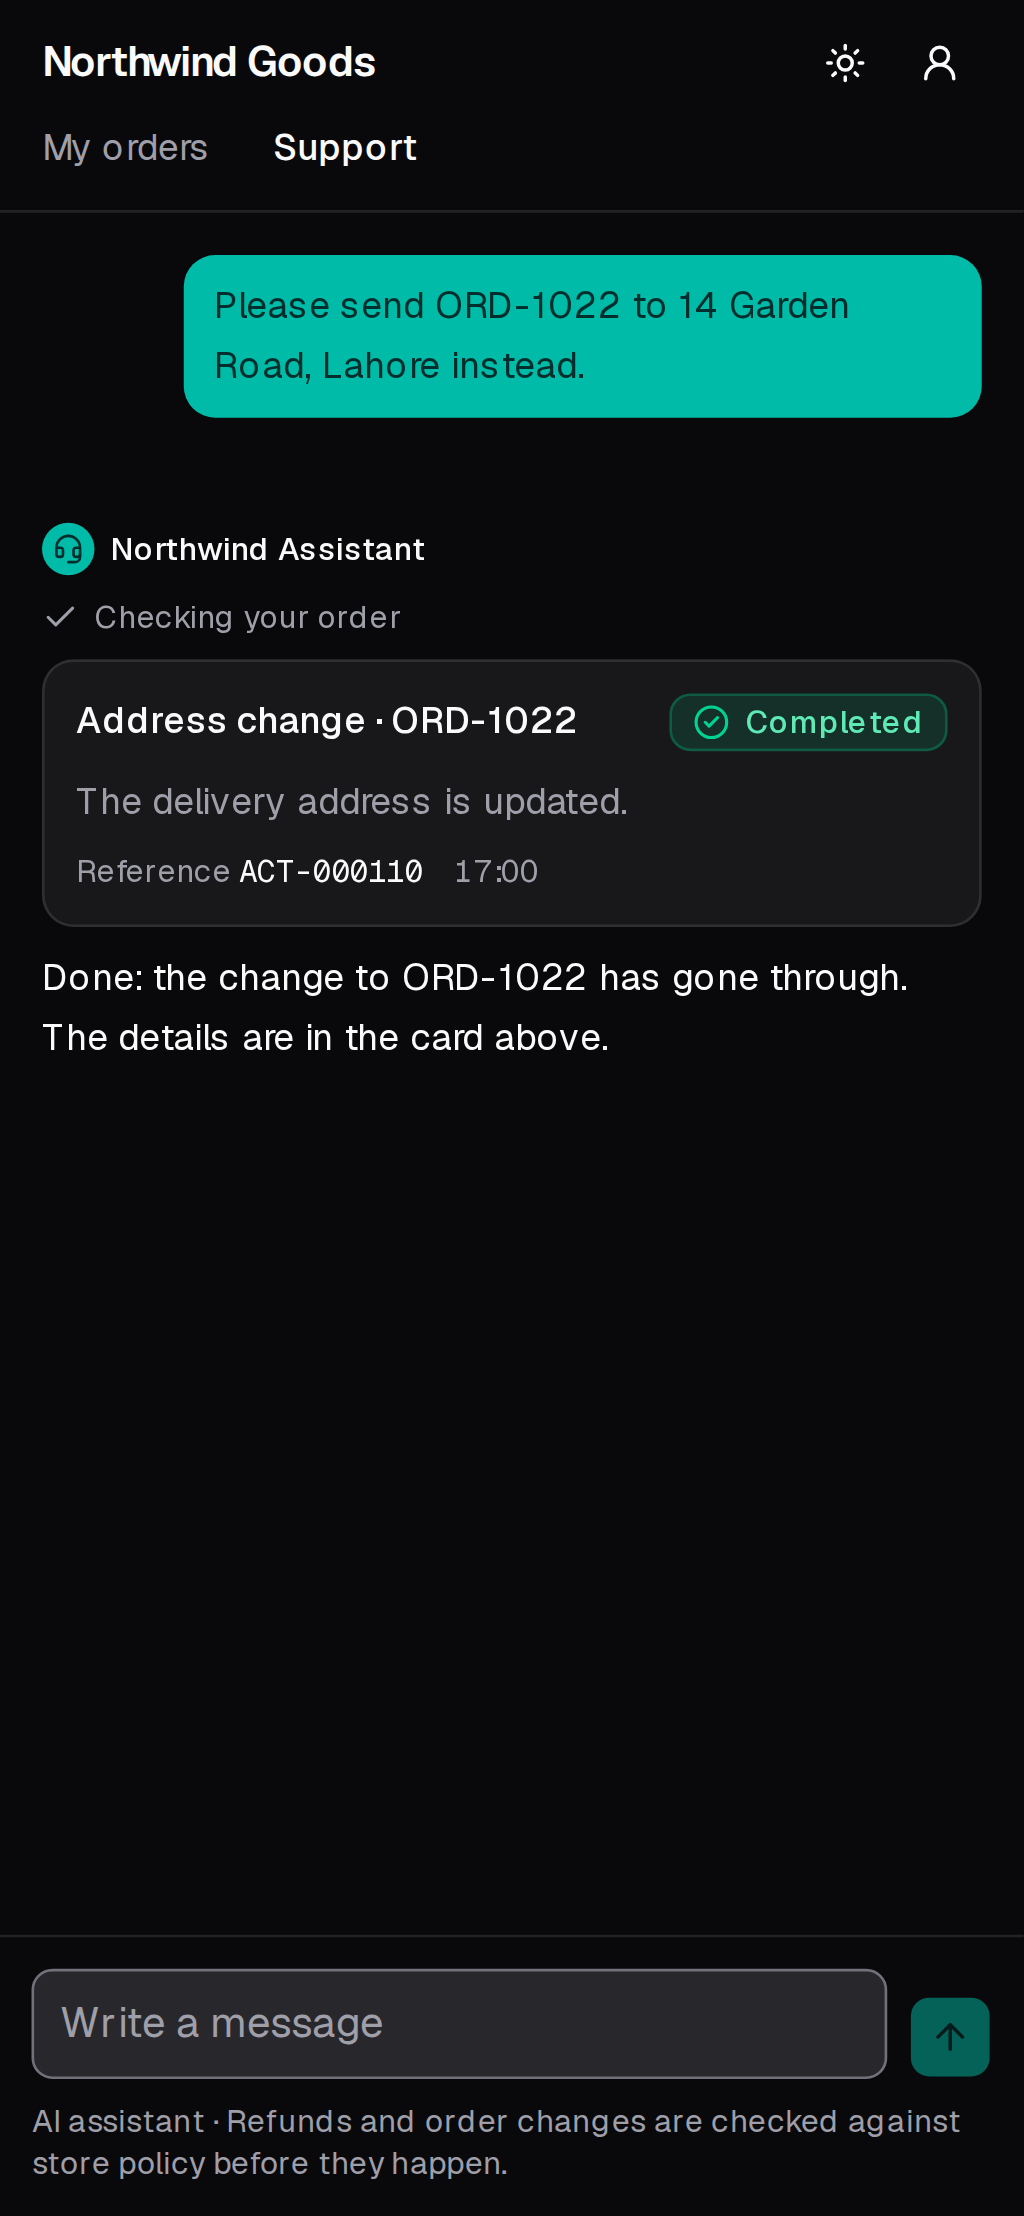 Northwind Goods
My orders Support
Please send ORD-1022 to 14 Garden
Road, Lahore instead.
Northwind Assistant
Checking your order
Address change · ORD-1022 Completed
The delivery address is updated.
Reference ACT-000110 17:00
Done: the change to ORD-1022 has gone through.
The details are in the card above.
Write a message
AI assistant · Refunds and order changes are checked against
store policy before they happen.